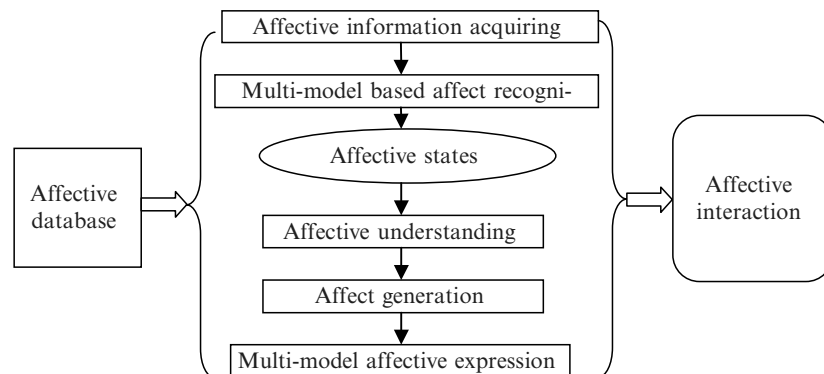 Affective information acquiring
Multi-model based affect recogni-
Affective states
Affective
database
Affective understanding
Affect generation
Multi-model affective expression
Affective
interaction